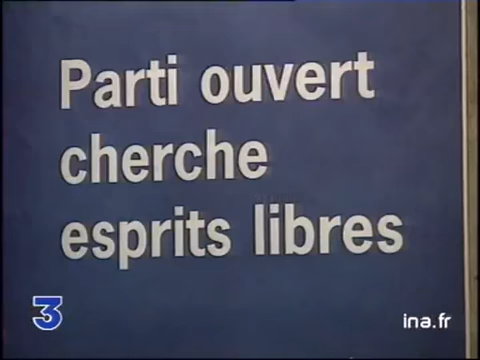 Parti ouvert
cherche
esprits libres
3
ina.fr